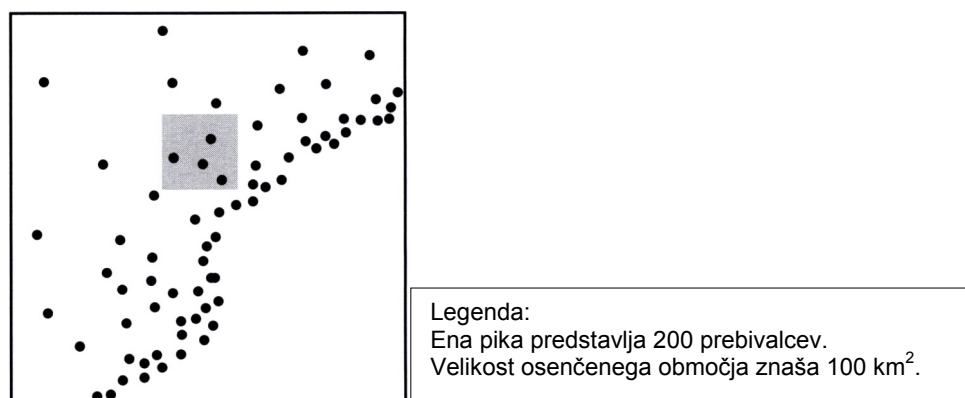 Legenda:
Ena pika predstavlja 200 prebivalcev.
Velikost osenčenega območja znaša 100 km².